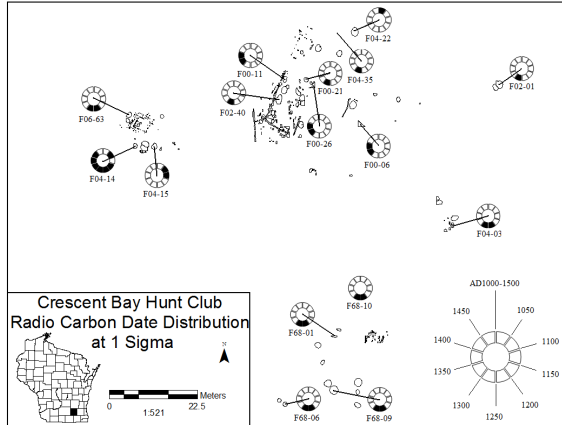 F04-22
F00-11
F00-21
F04-35
F02-01
F02-40
F06-63
F00-26
F00-06
F04-14
F04-15
F04-03
F68-10
AD1000-1500
Crescent Bay Hunt Club
Radio Carbon Date Distribution
at 1 Sigma
F68-01
1450
1050
1400
1100
1350
1150
1300
1200
1250
N
Meters
0
22.5
1:521
F68-06
F68-09